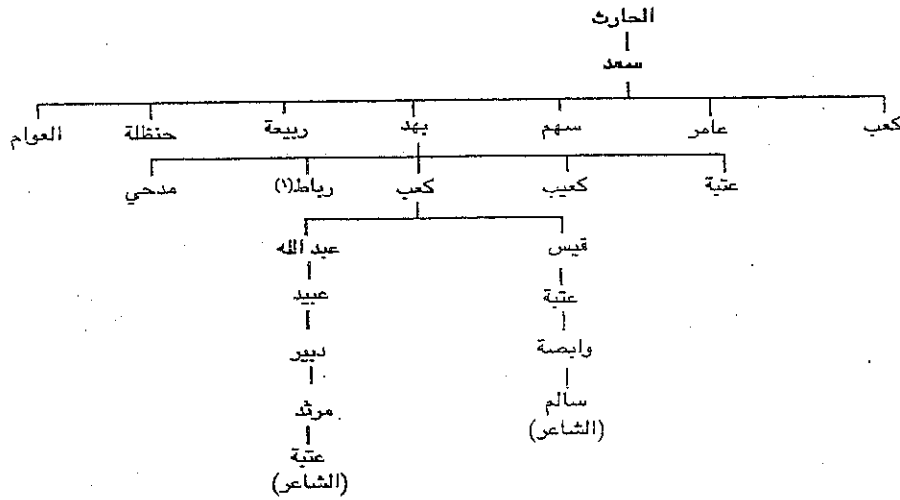 الحارث
سعد
كعب عامر سهم بهد ربيعة حنظلة العوام
عتبة كعيب كعب رباط(١) مدحي
قيس عبد الله
عتبة عبيد
وابصة دبير
سالم مرثد
(الشاعر) عتبة
(الشاعر)